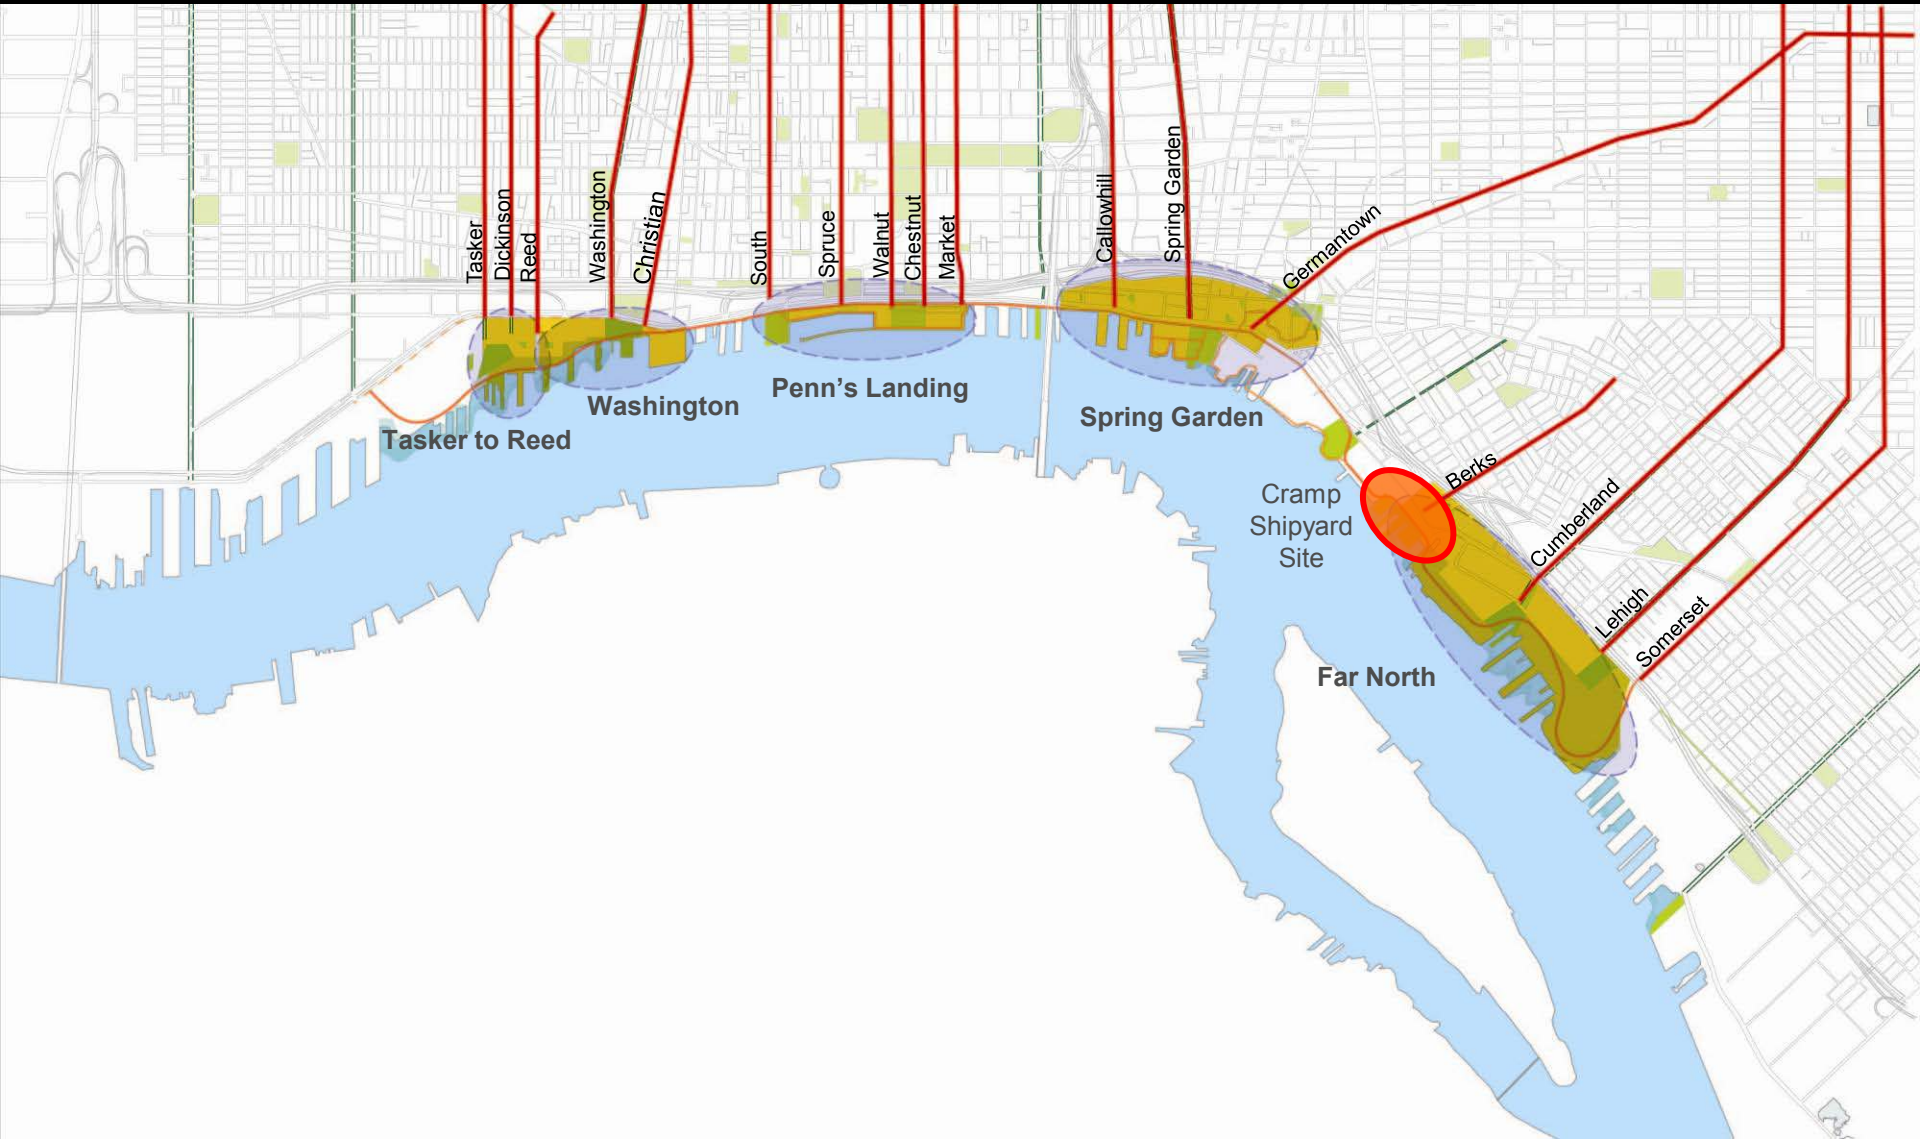 Tasker
Dickinson
Reed
Washington
Christian
South
Spruce
Walnut
Chestnut
Market
Callowhill
Spring Garden
Germantown
Penn's Landing
Washington
Spring Garden
Tasker to Reed
Berks
Cramp
Shipyard
Site
Cumberland
Lehigh
Somerset
Far North